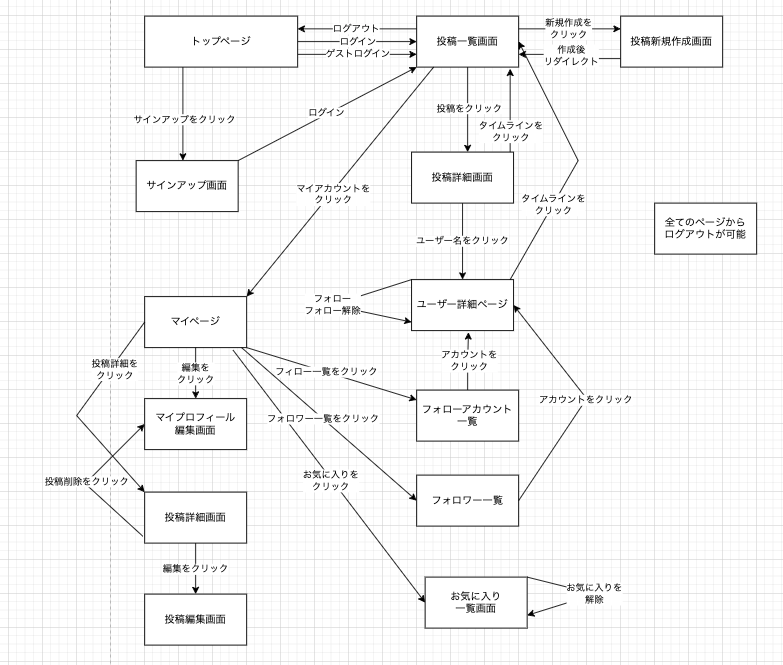 トップページ
ログアウト
ログイン
ゲストログイン
投稿一覧画面
新規作成を
クリック
作成後
リダイレクト
投稿新規作成画面
サインアップをクリック
ログイン
投稿をクリック
タイムラインを
クリック
サインアップ画面
マイアカウントを
クリック
投稿詳細画面
タイムラインを
クリック
全てのページから
ログアウトが可能
ユーザー名をクリック
フォロー
フォロー解除
ユーザー詳細ページ
マイページ
投稿詳細を
クリック
編集を
クリック
フィロー一覧をクリック
アカウントを
クリック
マイプロフィール
編集画面
フォロワー一覧をクリック
フォローアカウント
一覧
アカウントをクリック
投稿削除をクリック
お気に入りを
クリック
フォロワー一覧
投稿詳細画面
編集をクリック
お気に入り
一覧画面
お気に入りを
解除
投稿編集画面